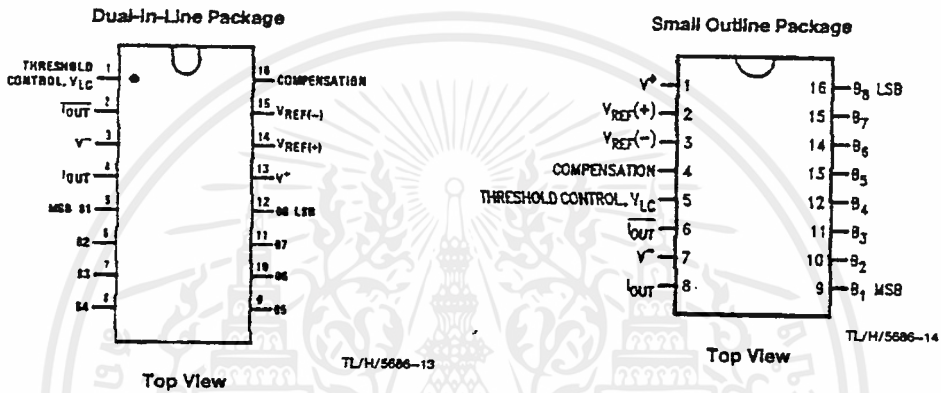 Dual-In-Line Package
THRESHOLD CONTROL, VLC 1
IOUT 2
V− 3
IOUT 4
MSB B1 5
B2 6
B3 7
B4 8
16 COMPENSATION
15 VREF(−)
14 VREF(+)
13 V+
12 B8 LSB
11 B7
10 B6
9 B5
TL/H/5686–13
Top View
Small Outline Package
V+ 1
VREF(+) 2
VREF(−) 3
COMPENSATION 4
THRESHOLD CONTROL, VLC 5
IOUT 6
V− 7
IOUT 8
16 B8 LSB
15 B7
14 B6
13 B5
12 B4
11 B3
10 B2
9 B1 MSB
TL/H/5686–14
Top View